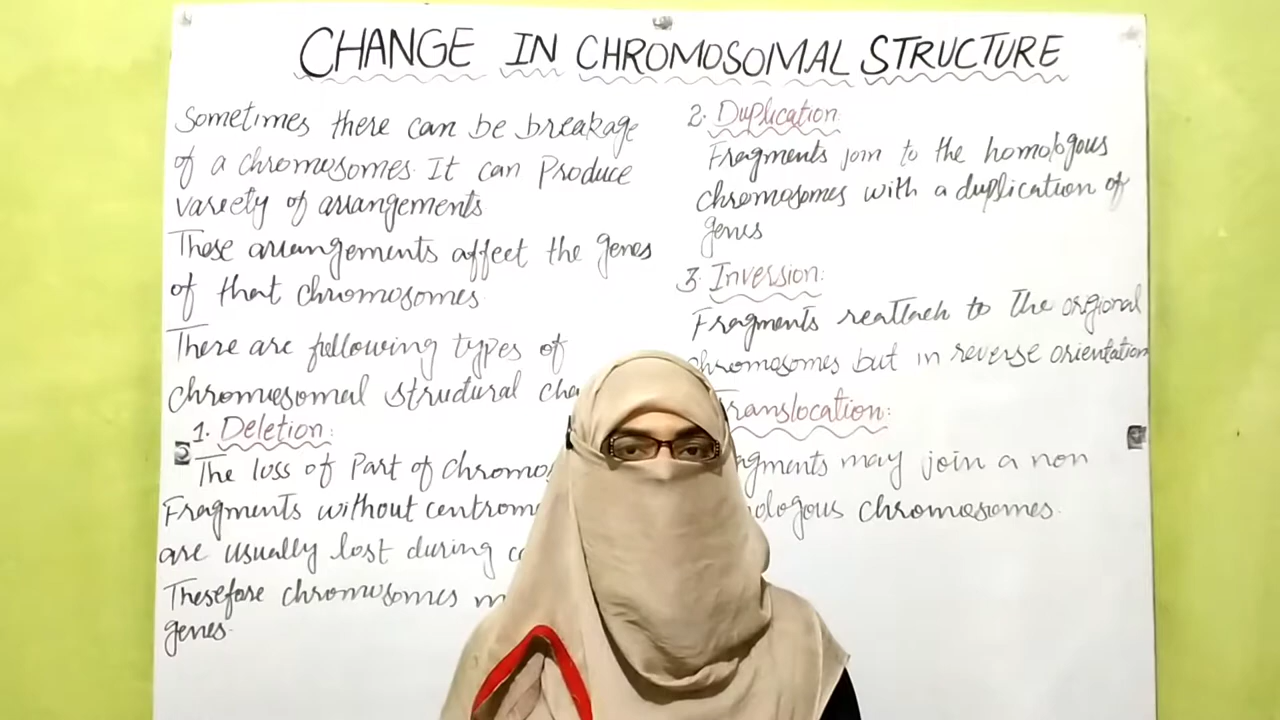 CHANGE IN CHROMOSOMAL STRUCTURE
Sometimes there can be breakage
of a chromosomes. It can Produce
variety of arrangements
These arrangements affect the genes
of that chromosomes
There are following types of
chromosomal structural
1. Deletion:
The loss of Part of
Fragments without
are usually lost during
Therefore chromosomes
genes.
2. Duplication
Fragments join to the homologous
chromosomes with a duplication of
genes
3. Inversion:
Fragments reattach to the orgional
chromosomes but in reverse orientation
Translocation:
may join a non
chromosomes.